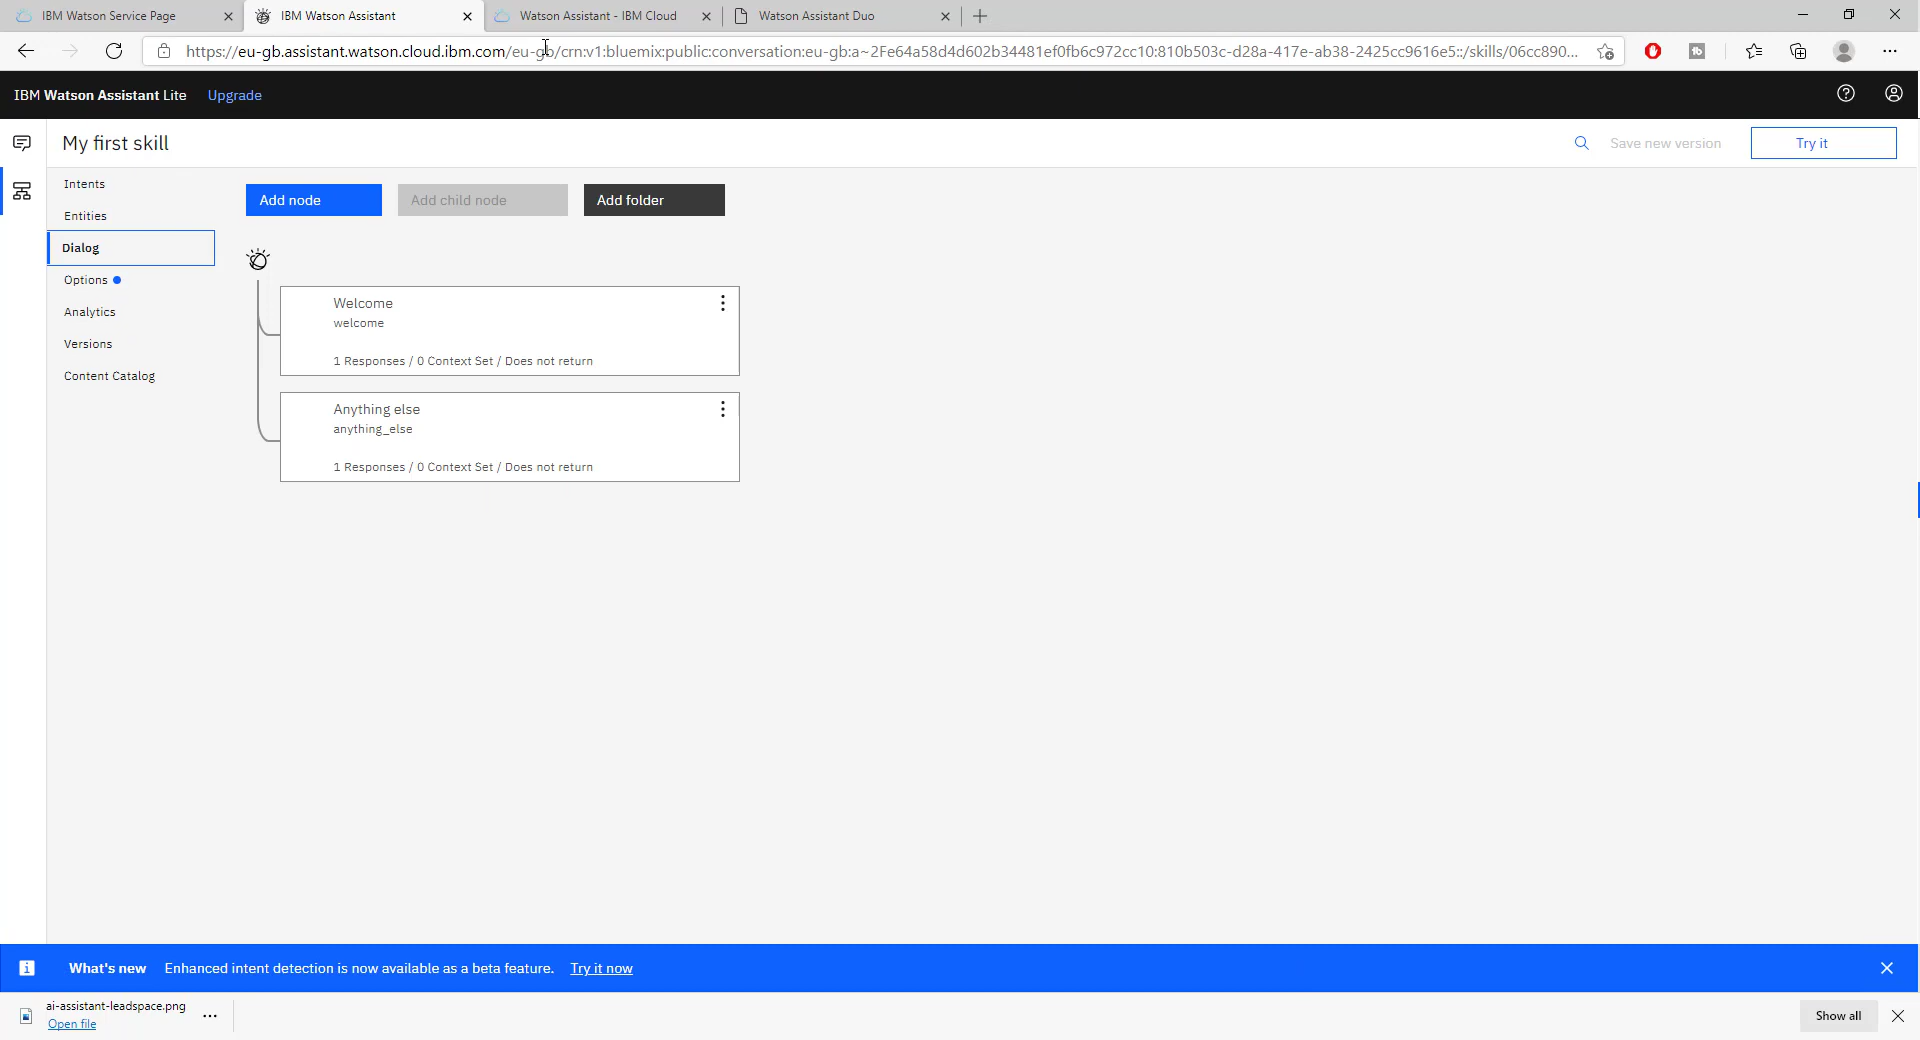 IBM Watson Service Page
IBM Watson Assistant
Watson Assistant - IBM Cloud
Watson Assistant Duo
https://eu-gb.assistant.watson.cloud.ibm.com/eu-gb/crn:v1:bluemix:public:conversation:eu-gb:a~2Fe64a58d4d602b34481ef0fb6c972cc10:810b503c-d28a-417e-ab38-2425cc9616e5::/skills/06cc890...
IBM Watson Assistant Lite Upgrade
My first skill
Save new version
Try it
Intents
Entities
Dialog
Options
Analytics
Versions
Content Catalog
Add node
Add child node
Add folder
Welcome
welcome
1 Responses / 0 Context Set / Does not return
Anything else
anything_else
1 Responses / 0 Context Set / Does not return
What's new Enhanced intent detection is now available as a beta feature. Try it now
ai-assistant-leadspace.png
Open file
Show all